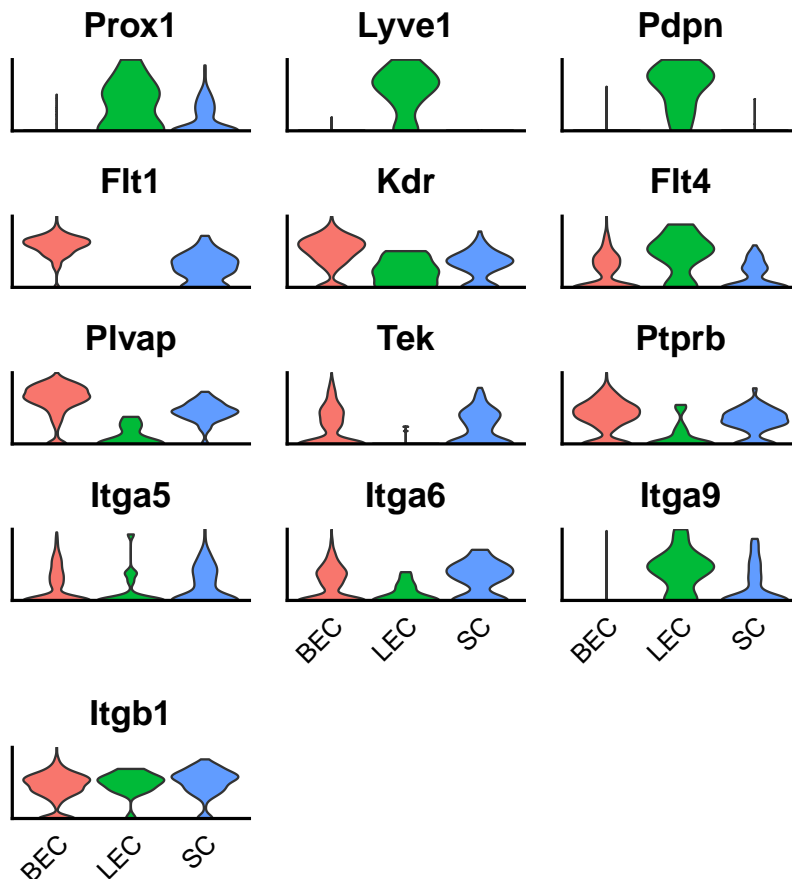 Prox1 Lyve1 Pdpn
Flt1 Kdr Flt4
Plvap Tek Ptprb
Itga5 Itga6 Itga9
BEC LEC SC BEC LEC SC
Itgb1
BEC LEC SC